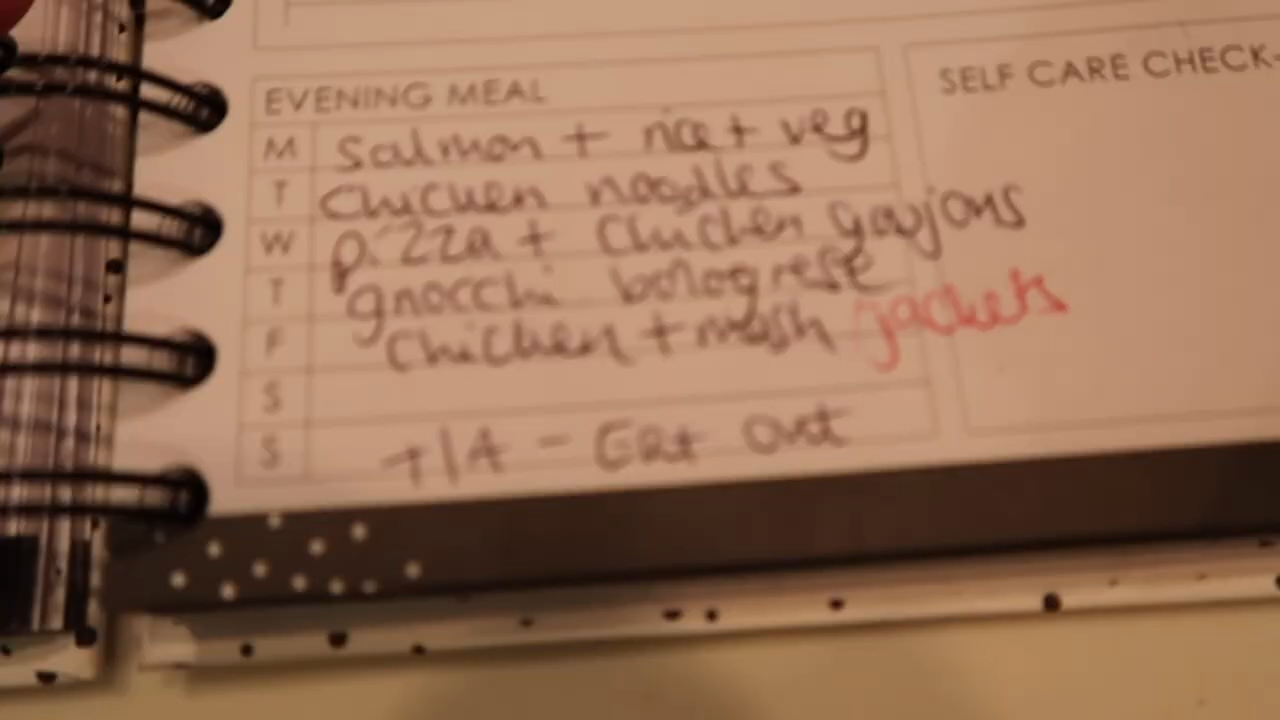 EVENING MEAL
SELF CARE CHECK-
M salmon + rice + veg
T Chicken noodles
W pizza + Chicken goujons
T gnocchi bolognese
F Chicken + mash jackets
S
S T/A - Eat Out